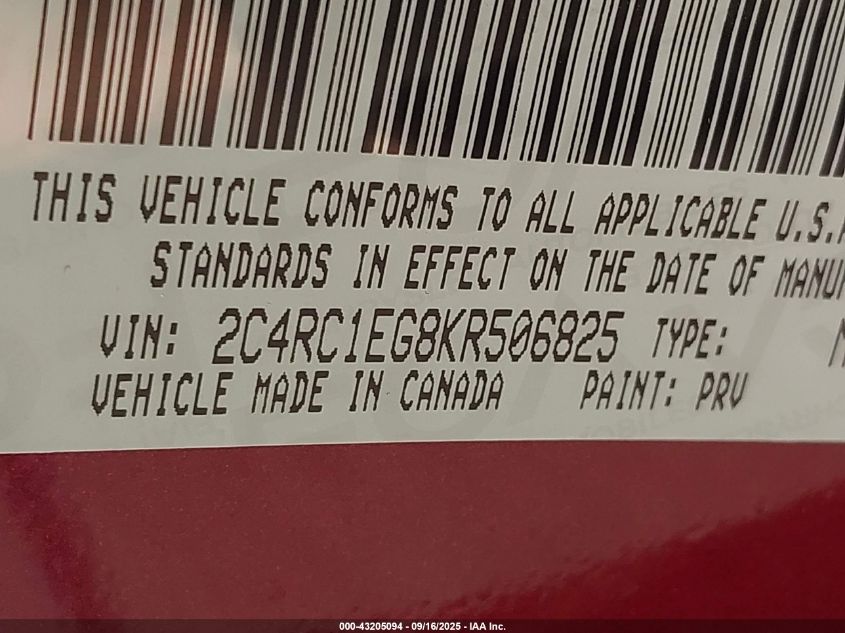 THIS VEHICLE CONFORMS TO ALL APPLICABLE U.S.A
STANDARDS IN EFFECT ON THE DATE OF MANUF
VIN: 2C4RC1EG8KR506825 TYPE: M
VEHICLE MADE IN CANADA PAINT: PRV
000-43205094 - 09/16/2025 - IAA Inc.